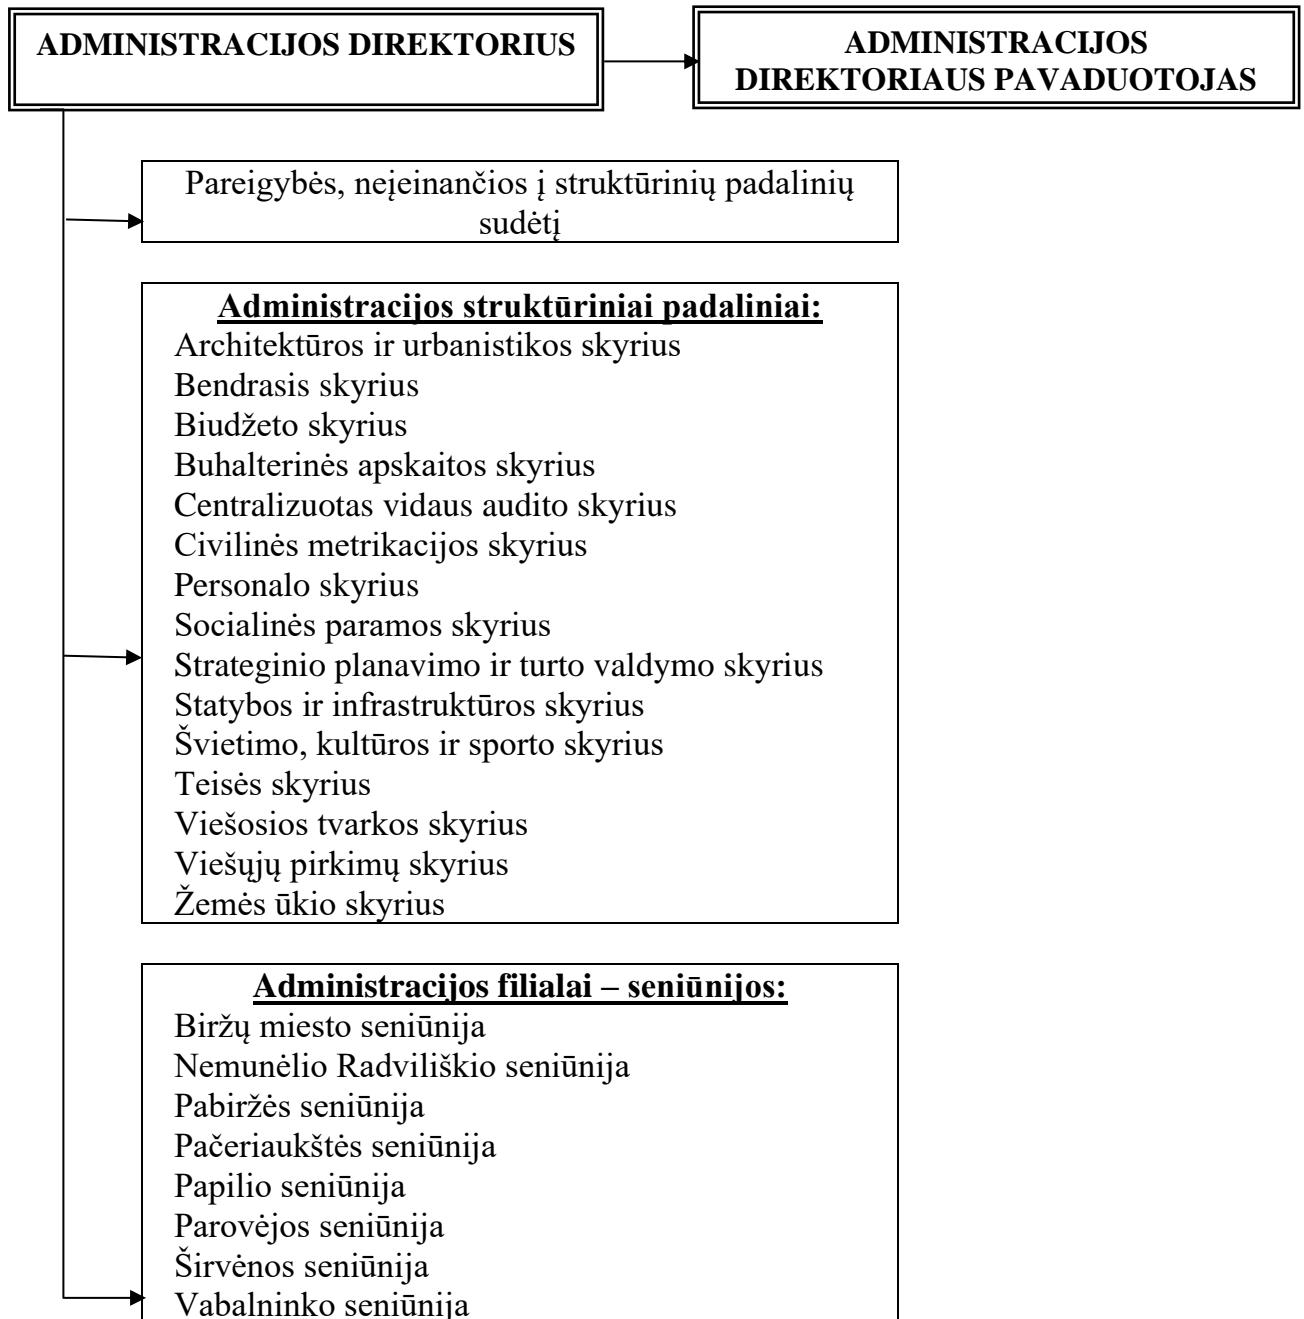 ADMINISTRACIJOS DIREKTORIUS
ADMINISTRACIJOS
DIREKTORIAUS PAVADUOTOJAS
Pareigybės, neįeinančios į struktūrinių padalinių
sudėtį
Administracijos struktūriniai padaliniai:
Architektūros ir urbanistikos skyrius
Bendrasis skyrius
Biudžeto skyrius
Buhalterinės apskaitos skyrius
Centralizuotas vidaus audito skyrius
Civilinės metrikacijos skyrius
Personalo skyrius
Socialinės paramos skyrius
Strateginio planavimo ir turto valdymo skyrius
Statybos ir infrastruktūros skyrius
Švietimo, kultūros ir sporto skyrius
Teisės skyrius
Viešosios tvarkos skyrius
Viešųjų pirkimų skyrius
Žemės ūkio skyrius
Administracijos filialai – seniūnijos:
Biržų miesto seniūnija
Nemunėlio Radviliškio seniūnija
Pabiržės seniūnija
Pačeriaukštės seniūnija
Papilio seniūnija
Parovėjos seniūnija
Širvėnos seniūnija
Vabalninko seniūnija